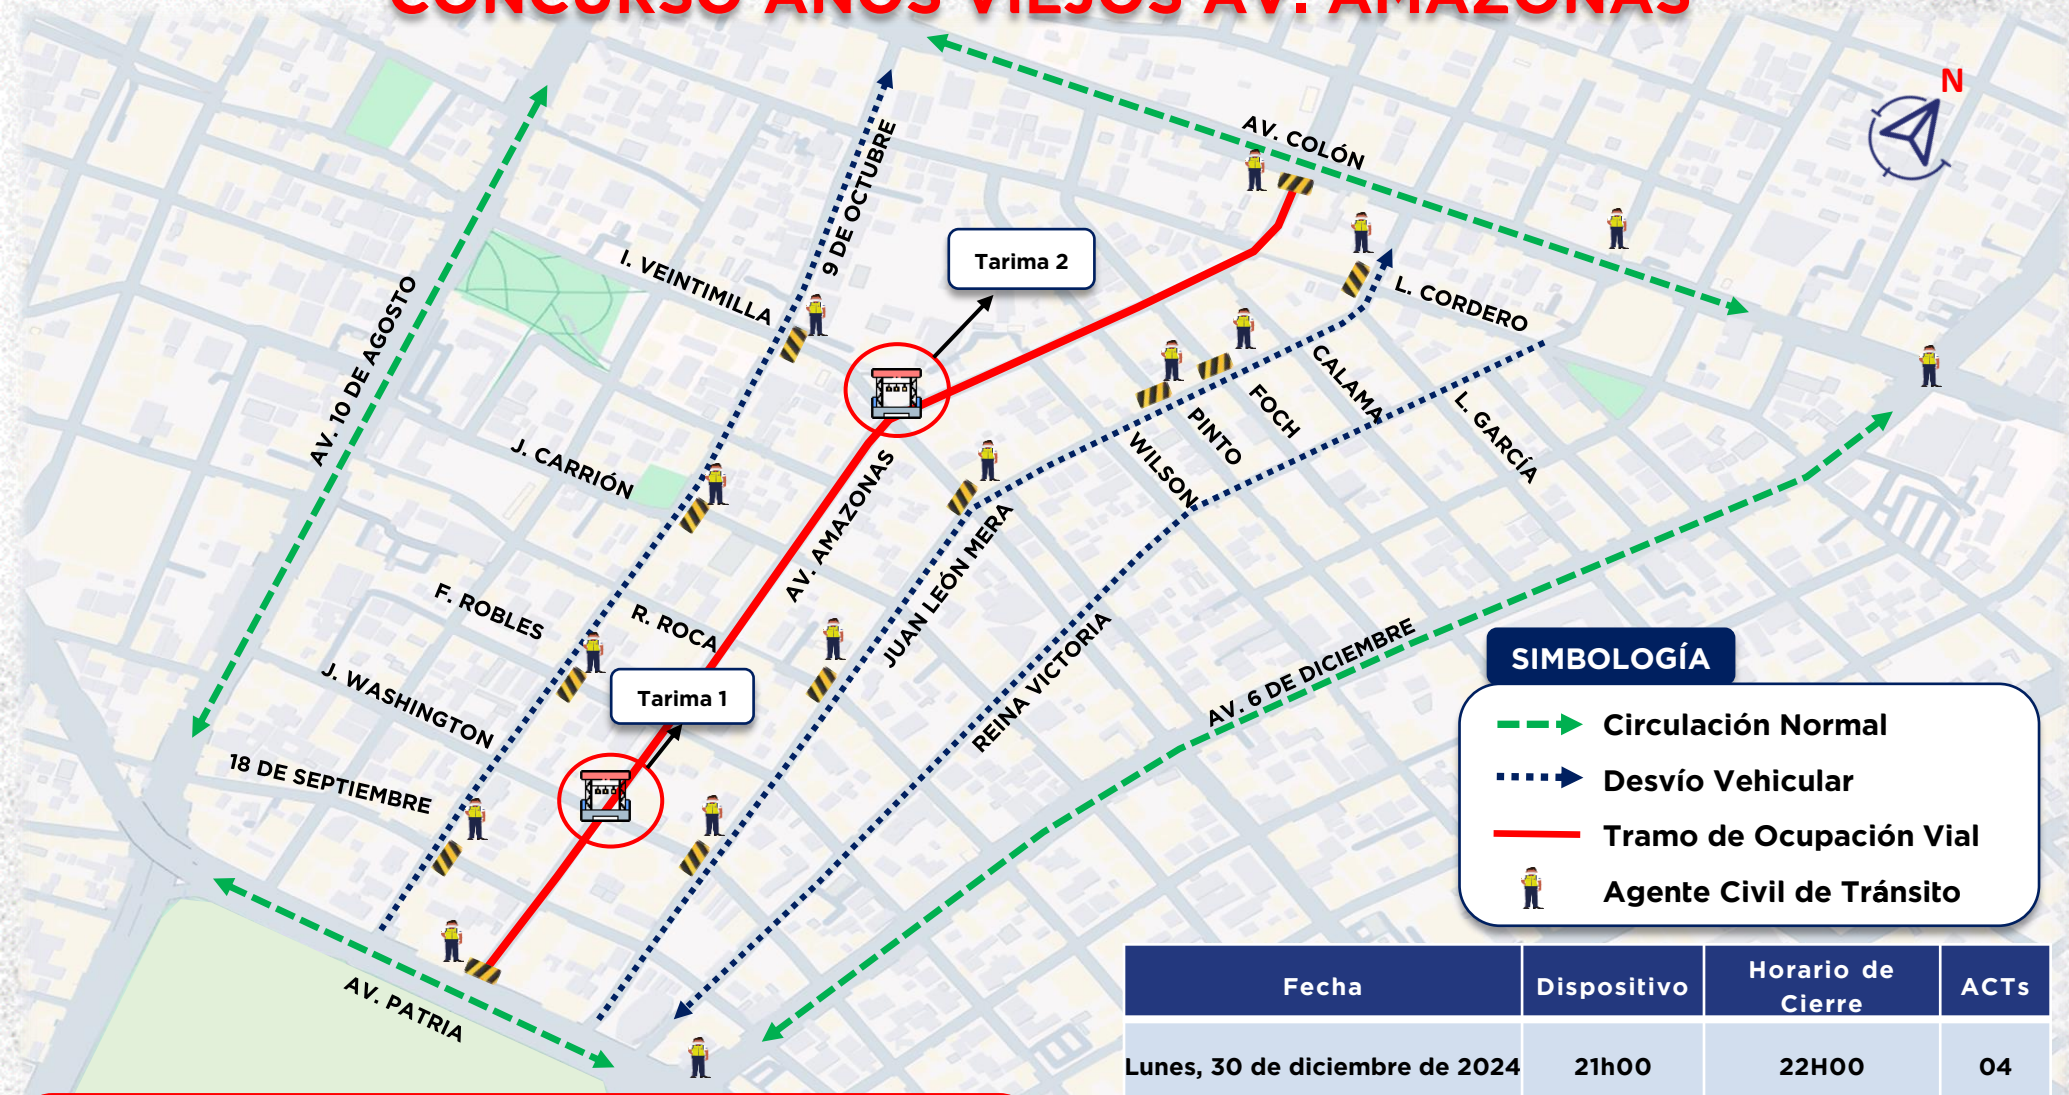 CONCURSO AÑOS VIEJOS AV. AMAZONAS
N
AV. COLÓN
9 DE OCTUBRE
I. VEINTIMILLA
Tarima 2
L. CORDERO
AV. 10 DE AGOSTO
CALAMA
FOCH
PINTO
L. GARCÍA
WILSON
J. CARRIÓN
AV. AMAZONAS
JUAN LEÓN MERA
F. ROBLES
R. ROCA
REINA VICTORIA
AV. 6 DE DICIEMBRE
J. WASHINGTON
Tarima 1
18 DE SEPTIEMBRE
AV. PATRIA
SIMBOLOGÍA
Circulación Normal
Desvío Vehicular
Tramo de Ocupación Vial
Agente Civil de Tránsito
Fecha Dispositivo Horario de Cierre ACTs
Lunes, 30 de diciembre de 2024 21h00 22H00 04